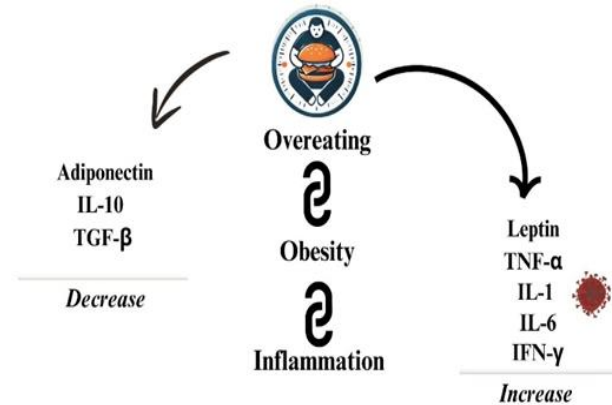 Overeating
Obesity
Inflammation
Adiponectin
IL-10
TGF-β
Decrease
Leptin
TNF-α
IL-1
IL-6
IFN-γ
Increase